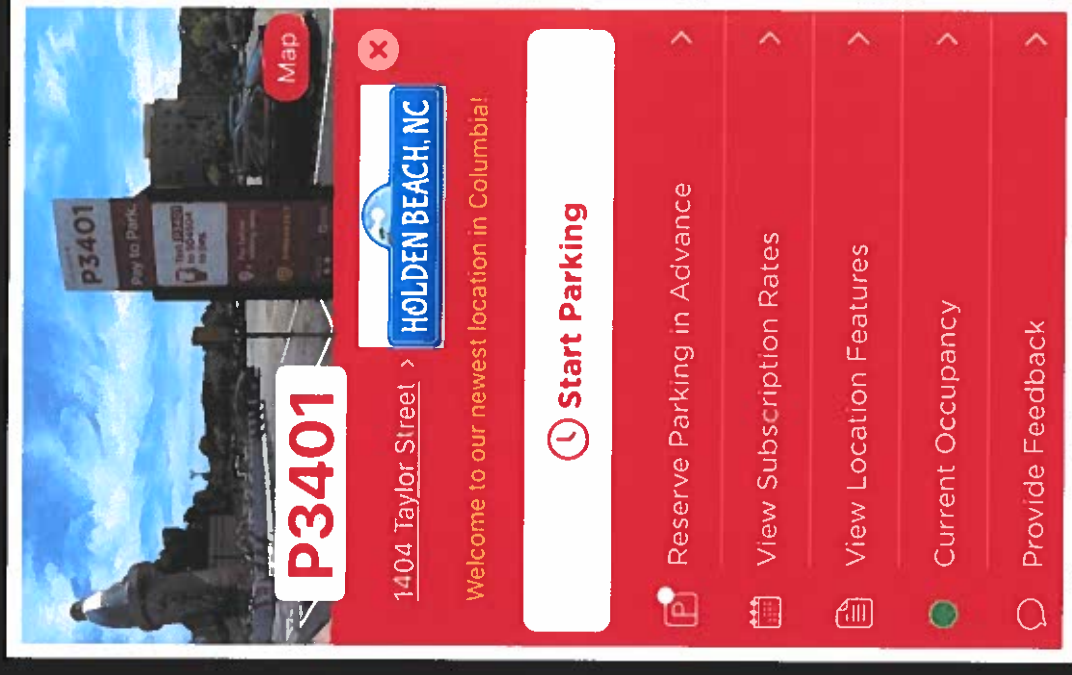 P3401
Pay to Park.
Map
P3401
1404 Taylor Street >
HOLDEN BEACH, NC
Welcome to our newest location in Columbia!
Start Parking
P
Reserve Parking in Advance
View Subscription Rates
View Location Features
Current Occupancy
Provide Feedback